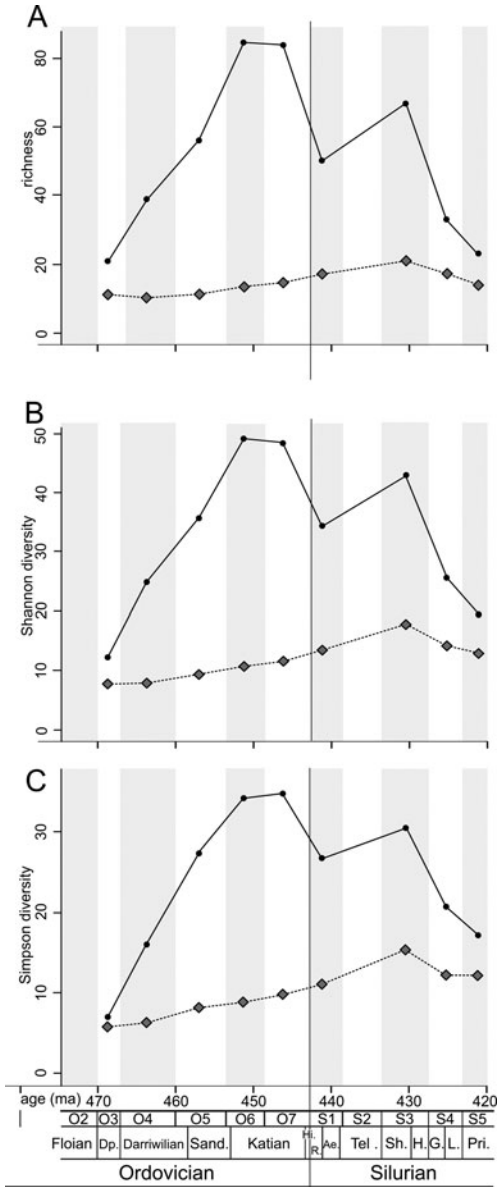 A
richness
80
60
40
20
0
B
Shannon diversity
50
40
30
20
10
0
C
Simpson diversity
30
20
10
0
age (ma) 470 460 450 440 430 420
O2 O3 O4 O5 O6 O7 S1 S2 S3 S4 S5
Floian Dp. Darriwilian Sand. Katian Hi. R. Ae. Tel. Sh. H. G. L. Pri.
Ordovician Silurian